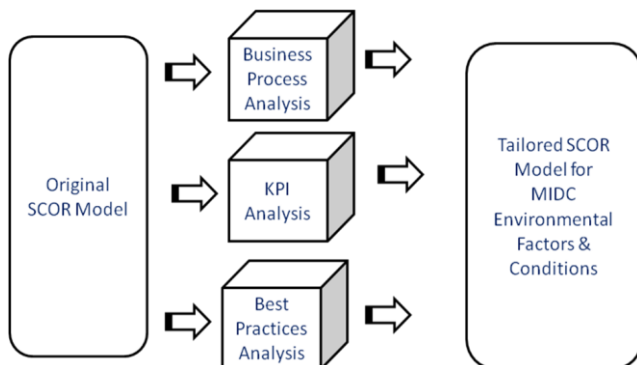 Original
SCOR Model
Business
Process
Analysis
KPI
Analysis
Best
Practices
Analysis
Tailored SCOR
Model for
MIDC
Environmental
Factors &
Conditions